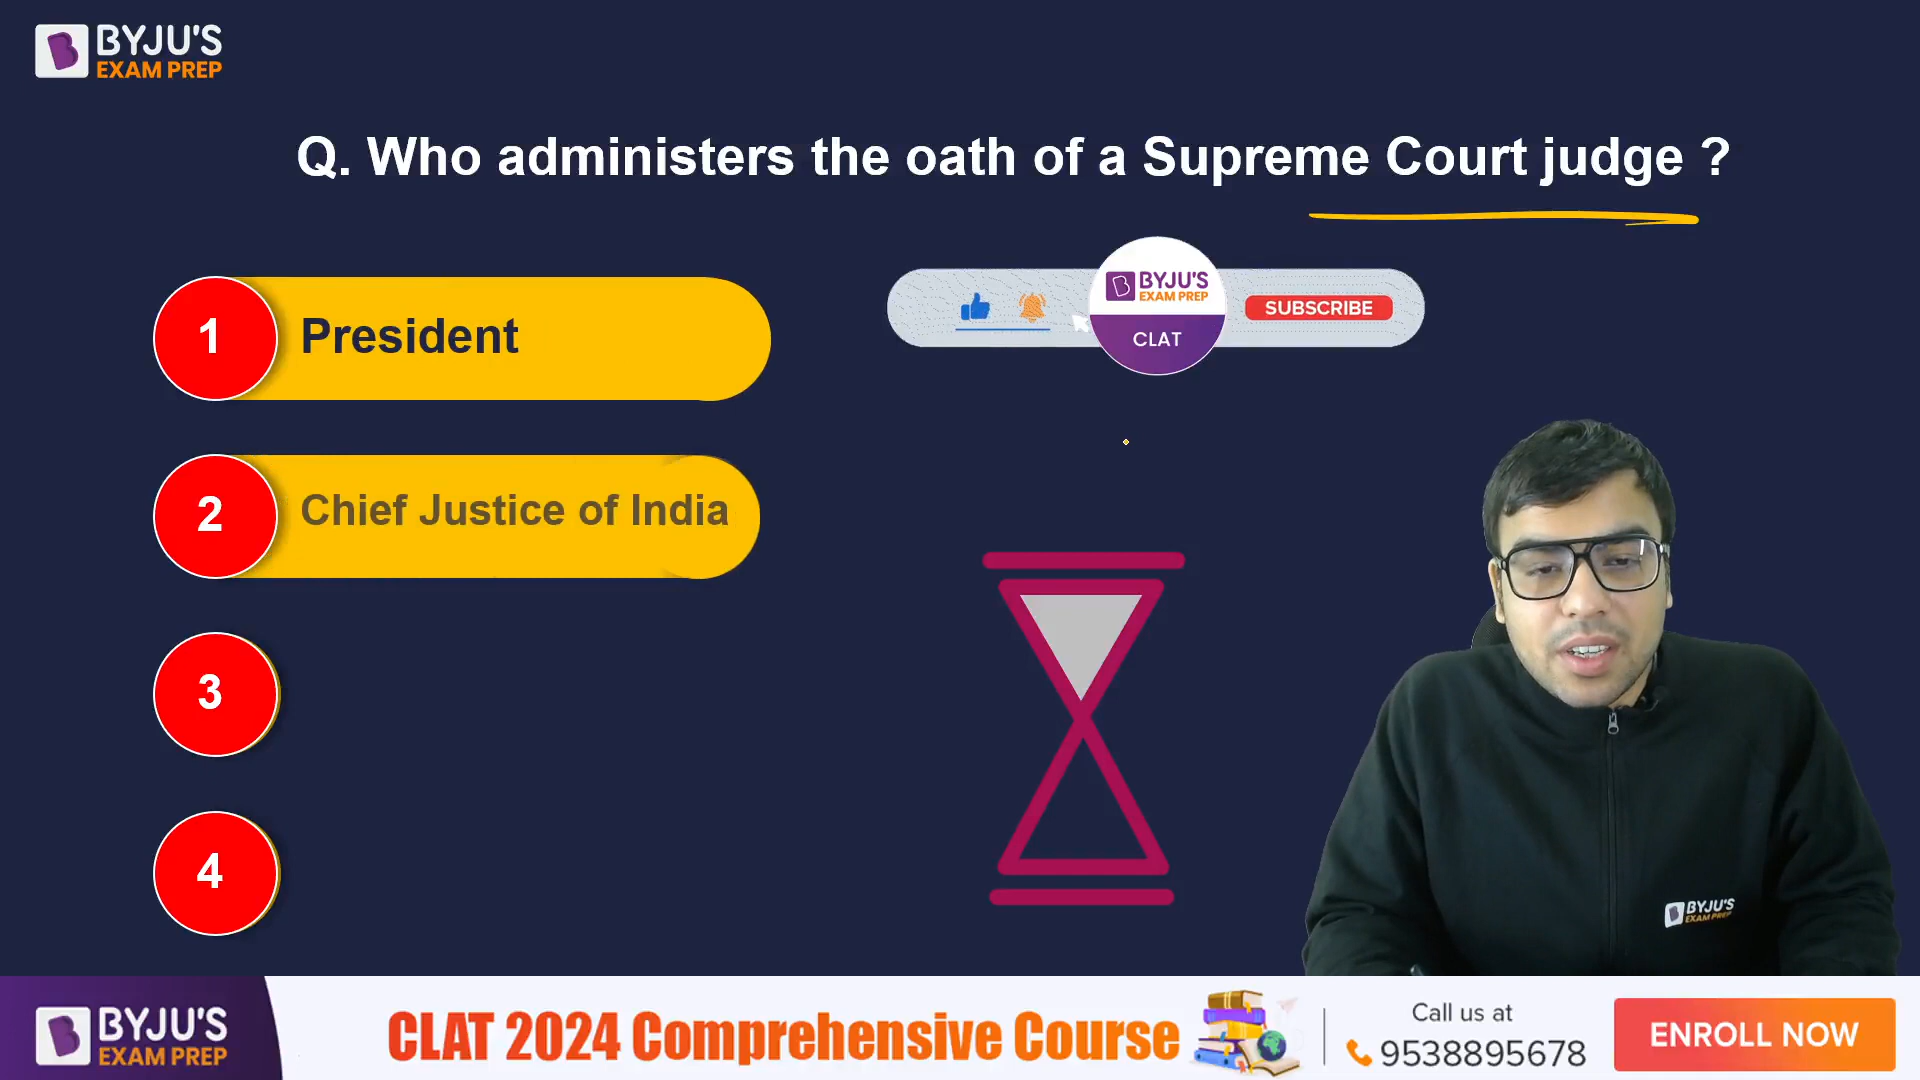 BYJU'S
EXAM PREP
Q. Who administers the oath of a Supreme Court judge ?
1
President
BYJU'S
EXAM PREP
CLAT
SUBSCRIBE
2
Chief Justice of India
3
4
BYJU'S
EXAM PREP
BYJU'S
EXAM PREP
CLAT 2024 Comprehensive Course
Call us at
9538895678
ENROLL NOW